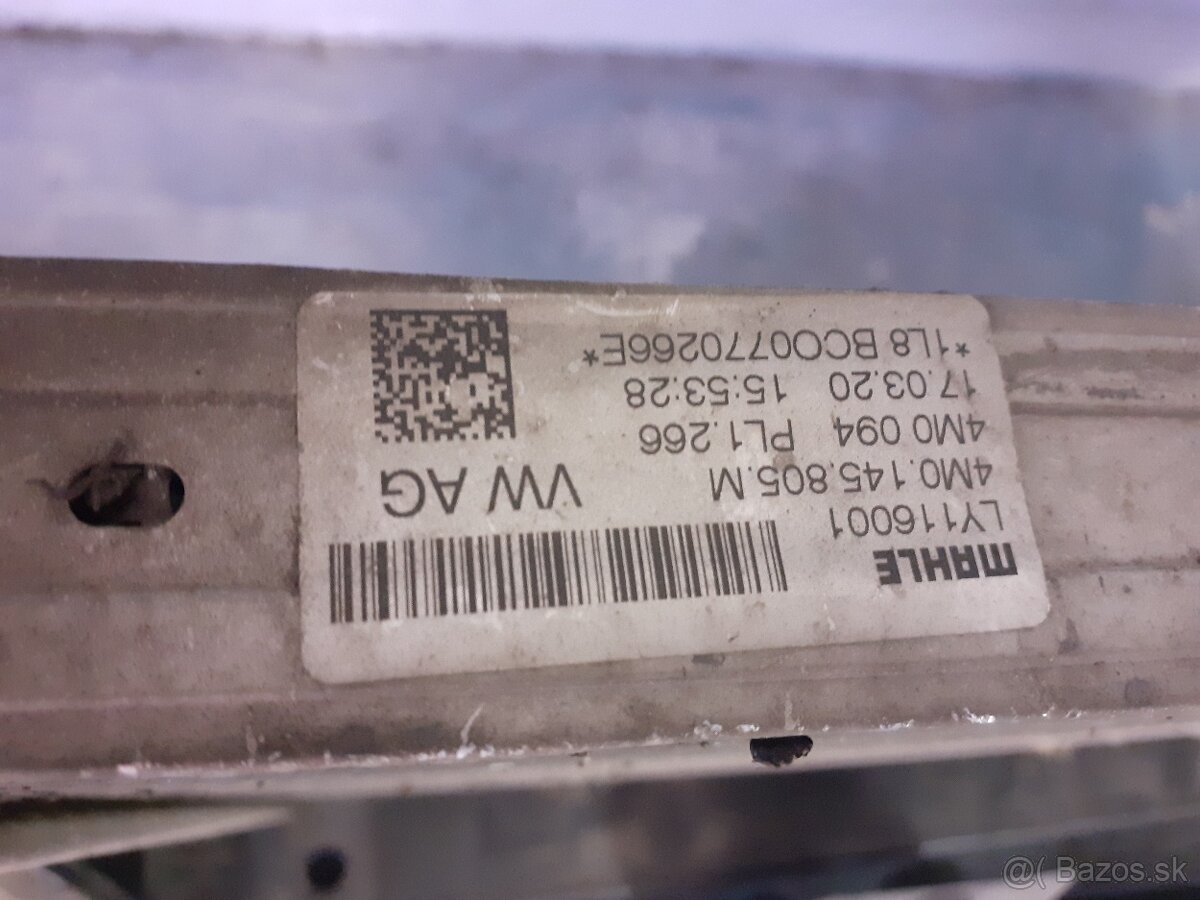 MAHLE
LY116001
4M0.145.805.M
VW AG
4M0 094 PL1.266
17.03.20 15:53:28
*1L8 BCO0770266E*
@( Bazos.sk